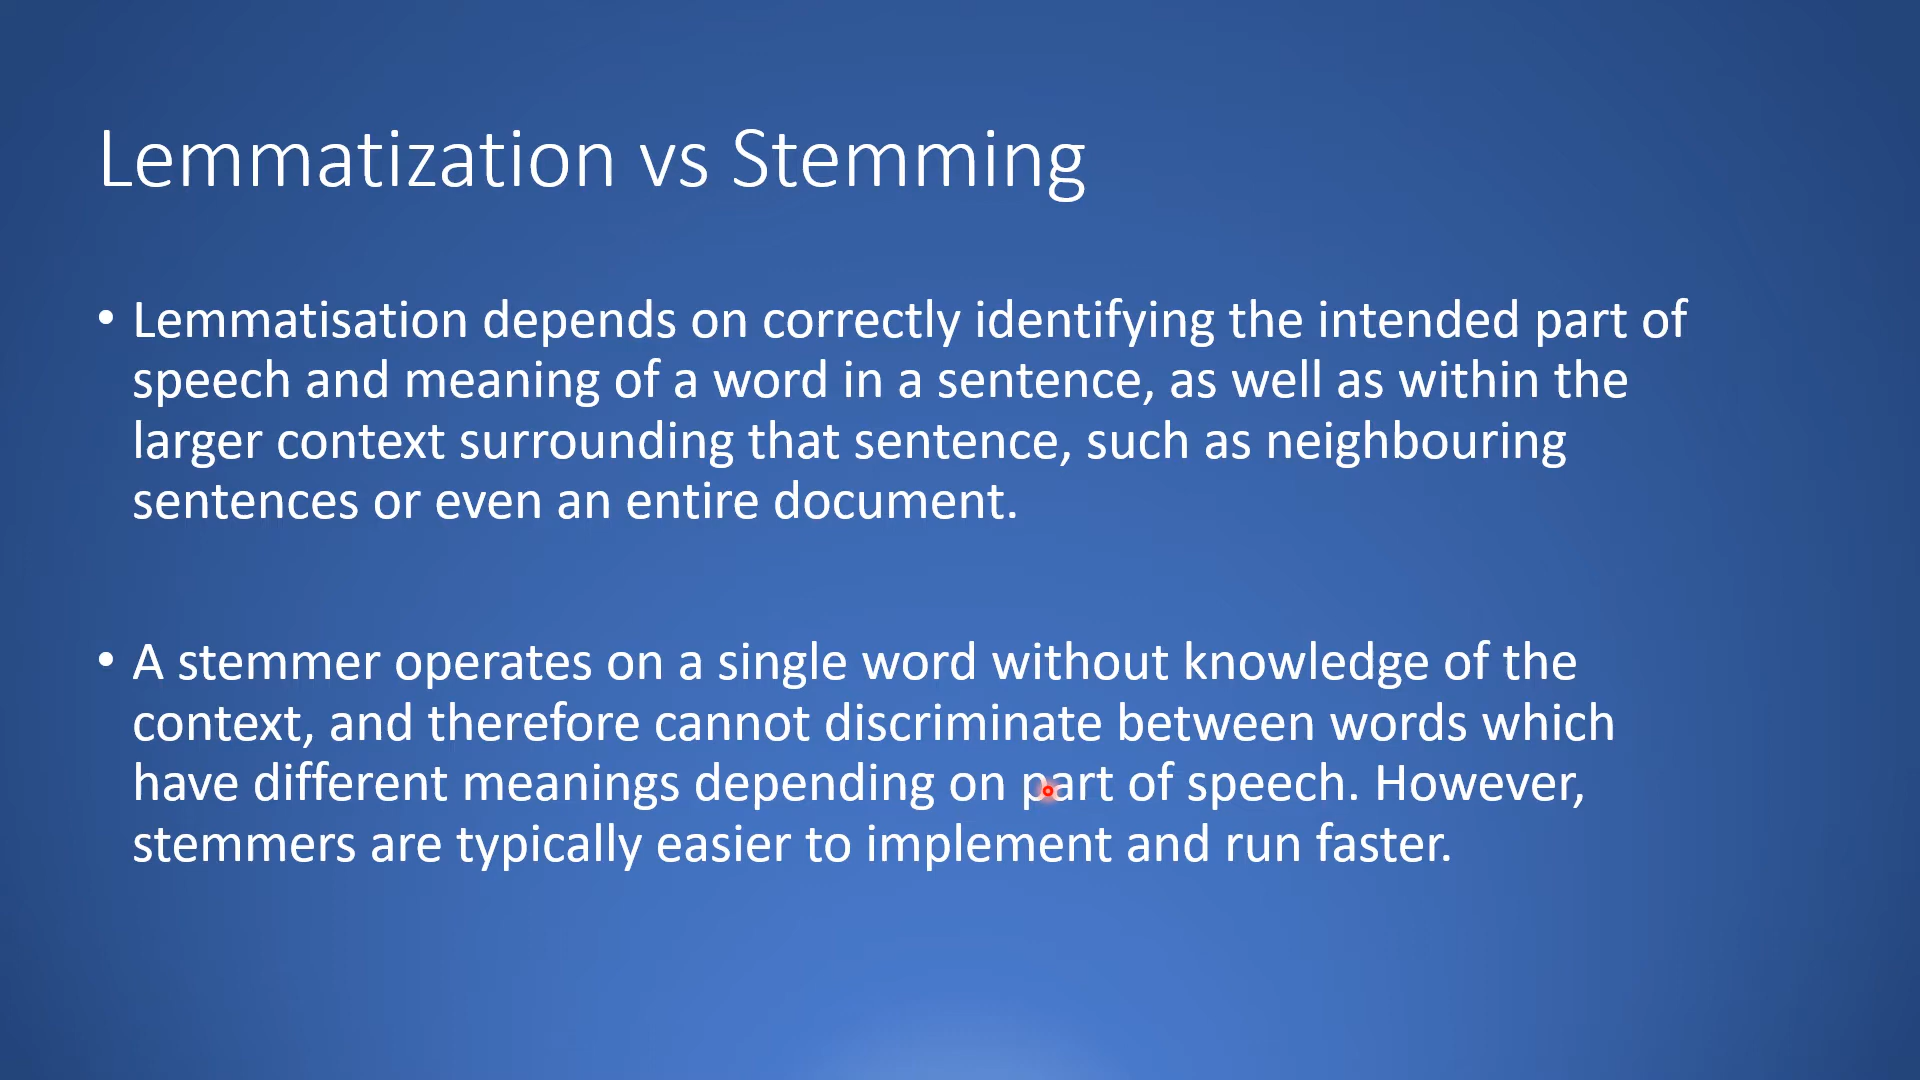 Lemmatization vs Stemming
• Lemmatisation depends on correctly identifying the intended part of
speech and meaning of a word in a sentence, as well as within the
larger context surrounding that sentence, such as neighbouring
sentences or even an entire document.
• A stemmer operates on a single word without knowledge of the
context, and therefore cannot discriminate between words which
have different meanings depending on part of speech. However,
stemmers are typically easier to implement and run faster.